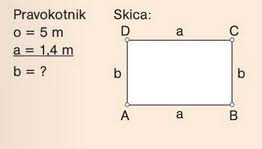 Pravokotnik
o = 5 m
a = 1,4 m
b = ?
Skica:
D a C
b b
A a B